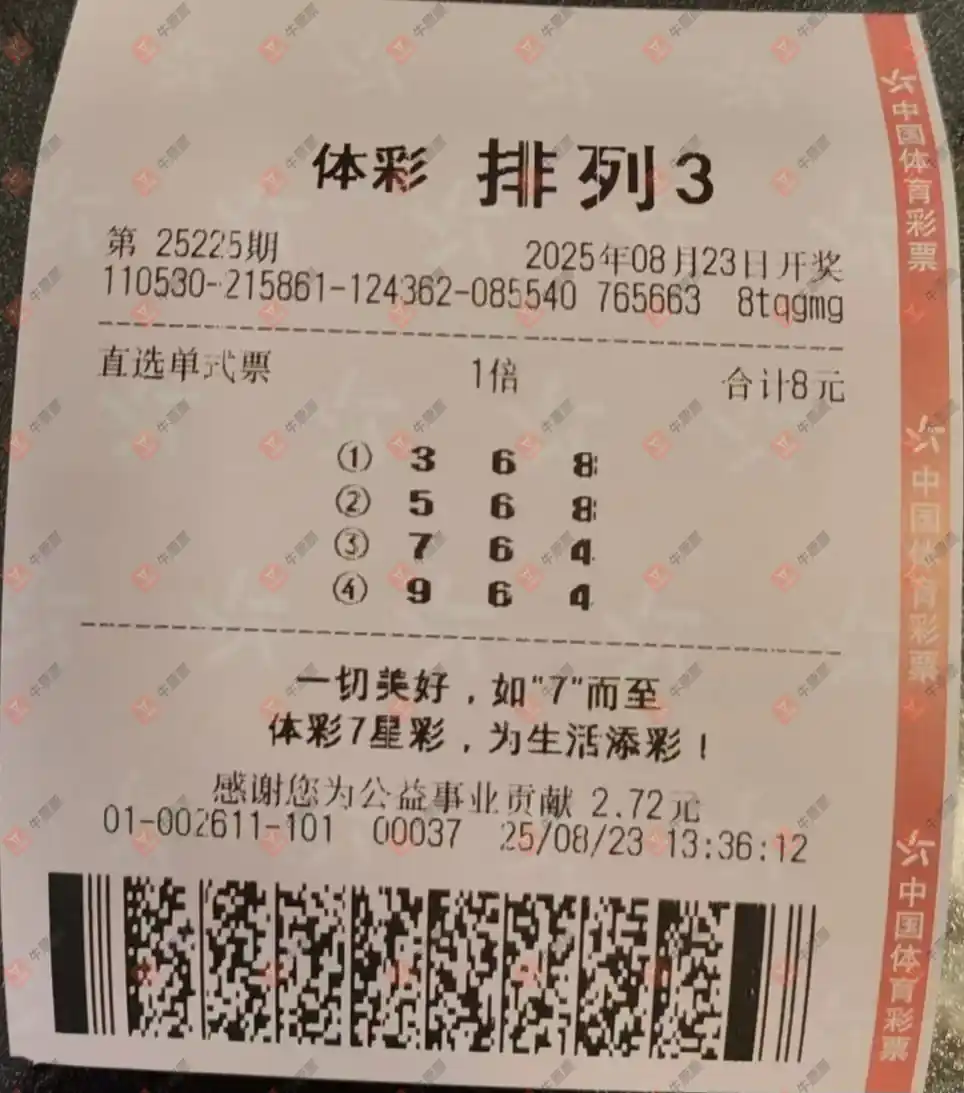 体彩 排列3
第 25225期 2025年08月23日开奖
110530-215861-124362-085540 765663 8tqgmg
直选单式票 1倍 合计8元
① 3 6 8
② 5 6 8
③ 7 6 4
④ 9 6 4
一切美好，如"7"而至
体彩7星彩，为生活添彩！
感谢您为公益事业贡献 2.72元
01-002611-101 00037 25/08/23 13:36:12
中国体育彩票
中国体育彩票
中国体育彩票